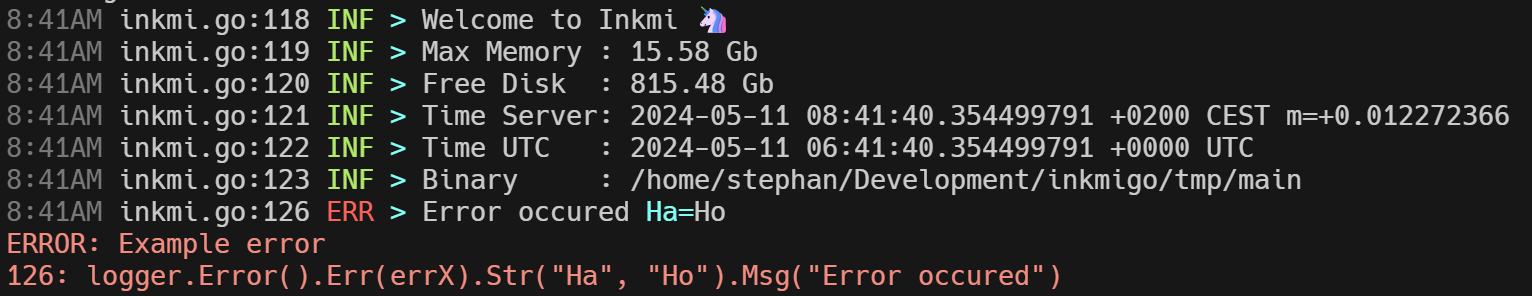 8:41AM inkmi.go:118 INF > Welcome to Inkmi 🦄
8:41AM inkmi.go:119 INF > Max Memory : 15.58 Gb
8:41AM inkmi.go:120 INF > Free Disk  : 815.48 Gb
8:41AM inkmi.go:121 INF > Time Server: 2024-05-11 08:41:40.354499791 +0200 CEST m=+0.012272366
8:41AM inkmi.go:122 INF > Time UTC   : 2024-05-11 06:41:40.354499791 +0000 UTC
8:41AM inkmi.go:123 INF > Binary     : /home/stephan/Development/inkmigo/tmp/main
8:41AM inkmi.go:126 ERR > Error occured Ha=Ho
ERROR: Example error
126: logger.Error().Err(errX).Str("Ha", "Ho").Msg("Error occured")